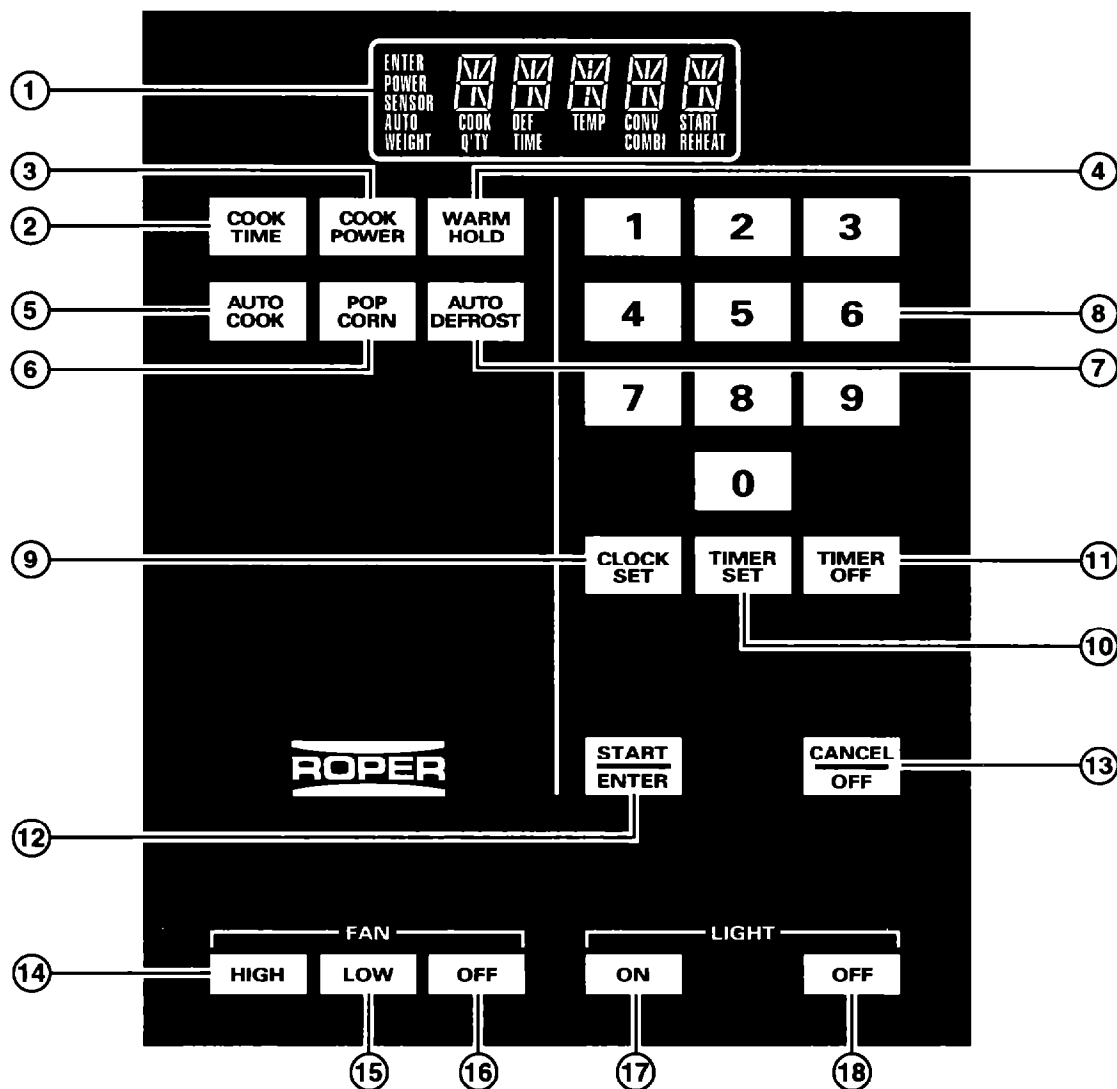 ENTER
POWER
SENSOR
AUTO COOK DEF TEMP CONV START
WEIGHT Q'TY TIME COMBI REHEAT
1
3
4
2
COOK TIME
COOK POWER
WARM HOLD
1 2 3
5
AUTO COOK
POP CORN
AUTO DEFROST
4 5 6
8
6
7
7 8 9
0
9
CLOCK SET
TIMER SET
TIMER OFF
11
10
ROPER
START
ENTER
CANCEL
OFF
13
12
FAN
LIGHT
14
HIGH LOW OFF ON OFF
15 16 17 18